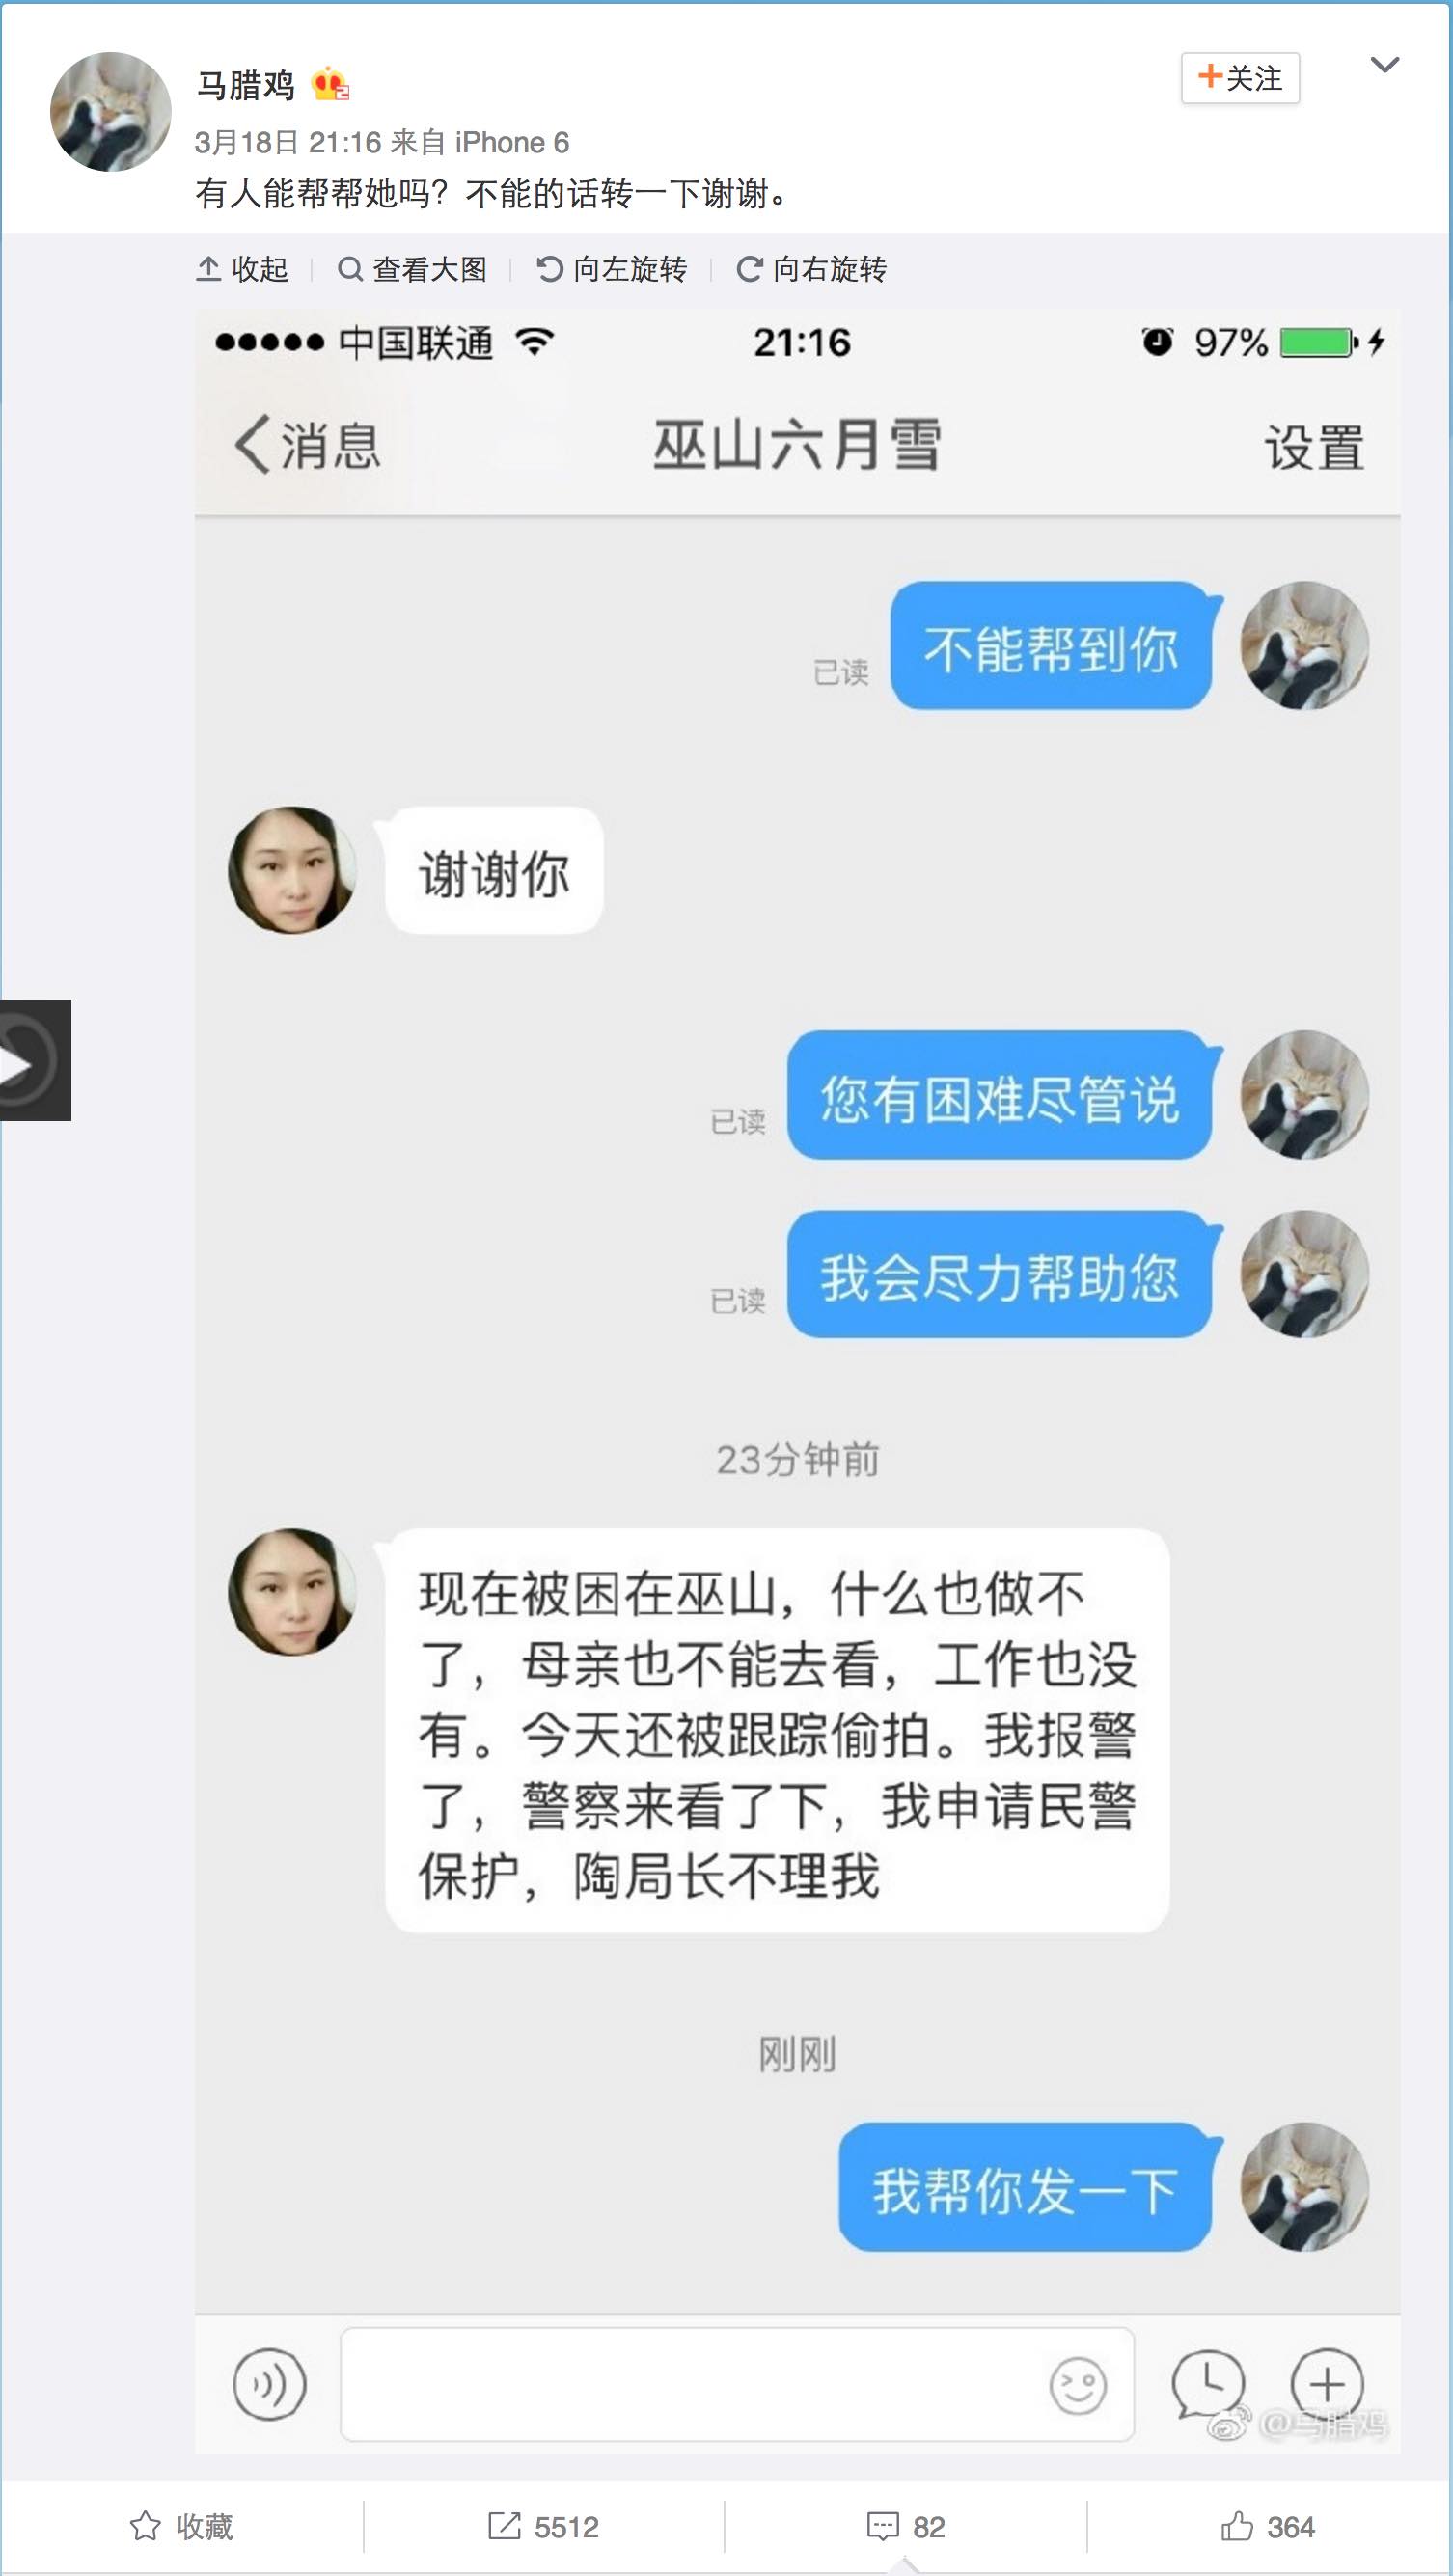 马腊鸡
+关注
3月18日 21:16 来自 iPhone 6
有人能帮帮她吗？不能的话转一下谢谢。
收起 查看大图 向左旋转 向右旋转
中国联通 21:16 97%
消息 巫山六月雪 设置
不能帮到你
已读
谢谢你
您有困难尽管说
已读
我会尽力帮助您
已读
23分钟前
现在被困在巫山，什么也做不
了，母亲也不能去看，工作也没
有。今天还被跟踪偷拍。我报警
了，警察来看了下，我申请民警
保护，陶局长不理我
刚刚
我帮你发一下
@马腊鸡
收藏 5512 82 364